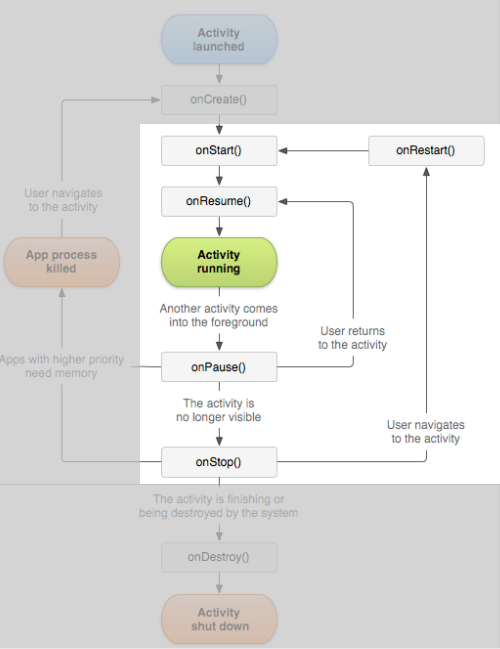 Activity
launched
onCreate()
onStart()
onRestart()
onResume()
User navigates
to the activity
App process
killed
Activity
running
Another activity comes
into the foreground
User returns
to the activity
Apps with higher priority
need memory
onPause()
The activity is
no longer visible
User navigates
to the activity
onStop()
The activity is finishing or
being destroyed by the system
onDestroy()
Activity
shut down